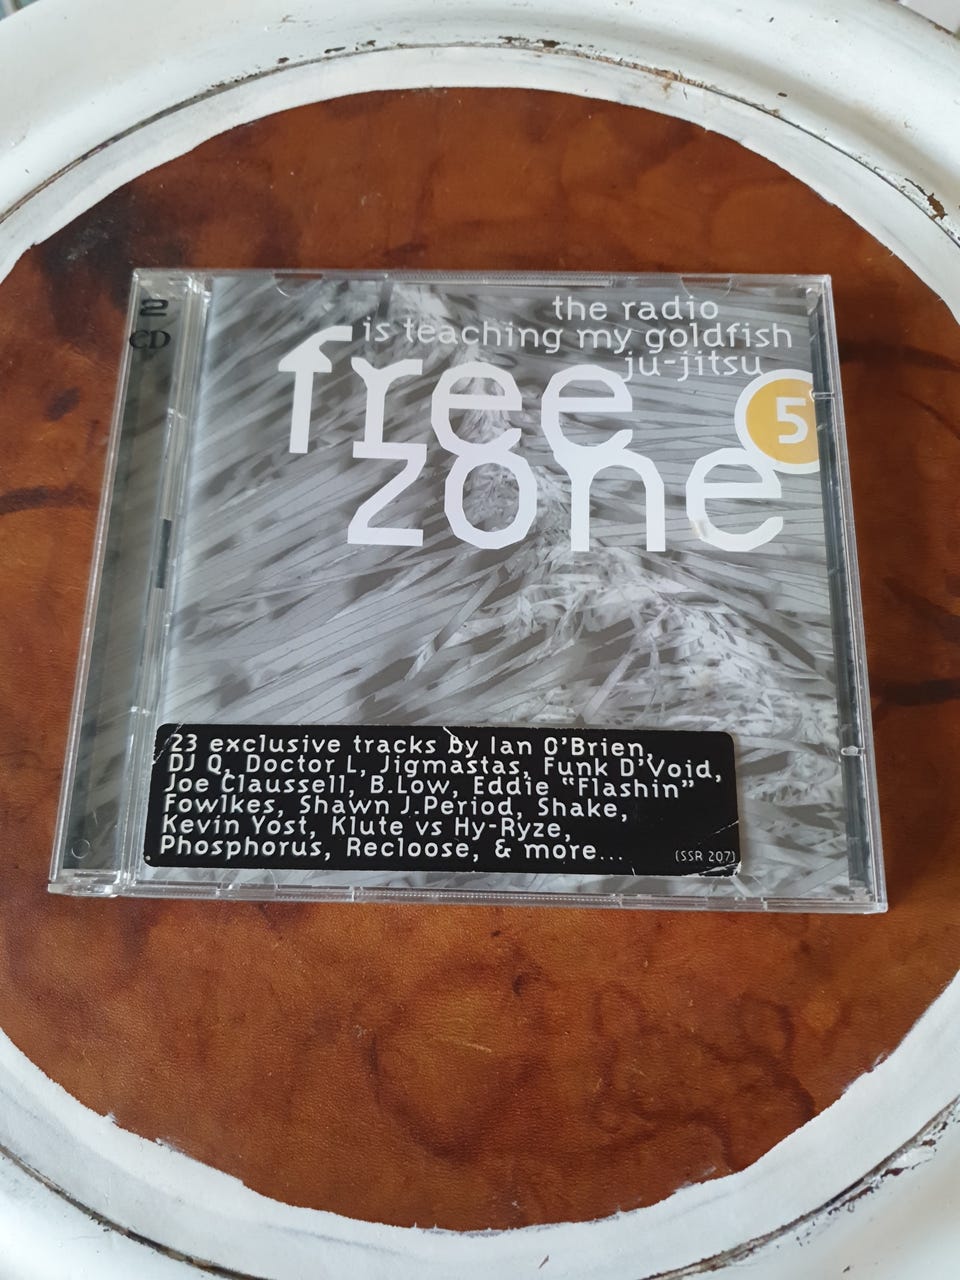 2
CD
the radio
is teaching my goldfish
ju-jitsu
free
zone
5
23 exclusive tracks by Ian O'Brien,
DJ Q, Doctor L, Jigmastas, Funk D'Void,
Joe Claussell, B.Low, Eddie "Flashin"
Fowlkes, Shawn J.Period, Shake,
Kevin Yost, Klute vs Hy-Ryze,
Phosphorus, Recloose, & more...
(SSR 207)